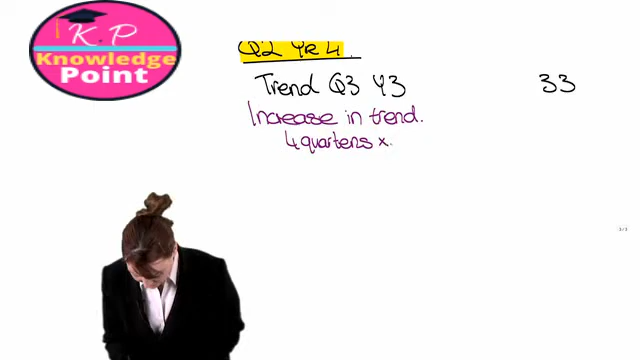 K.P
Knowledge
Point
Q2 YR 4
Trend Q3 Y3 33
Increase in trend.
4 quarters x